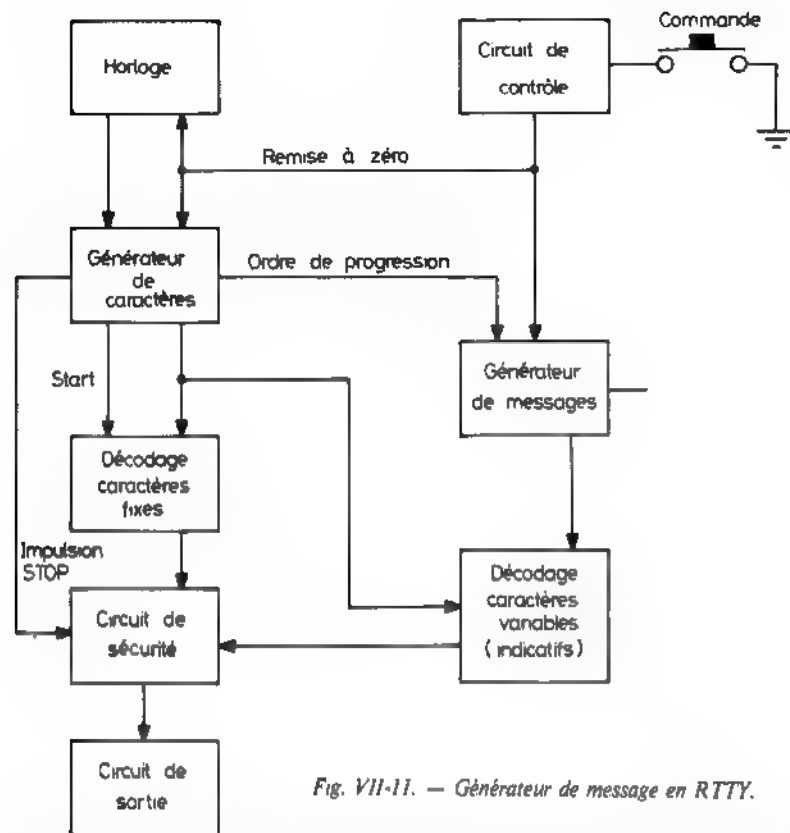 Commande
Horloge
Circuit de
contrôle
Remise à zéro
Générateur
de
caractères
Ordre de progression
Start
Générateur
de messages
Décodage
caractères
fixes
Impulsion
STOP
Décodage
caractères
variables
(indicatifs)
Circuit de
sécurité
Circuit de
sortie
Fig. VII-11. — Générateur de message en RTTY.